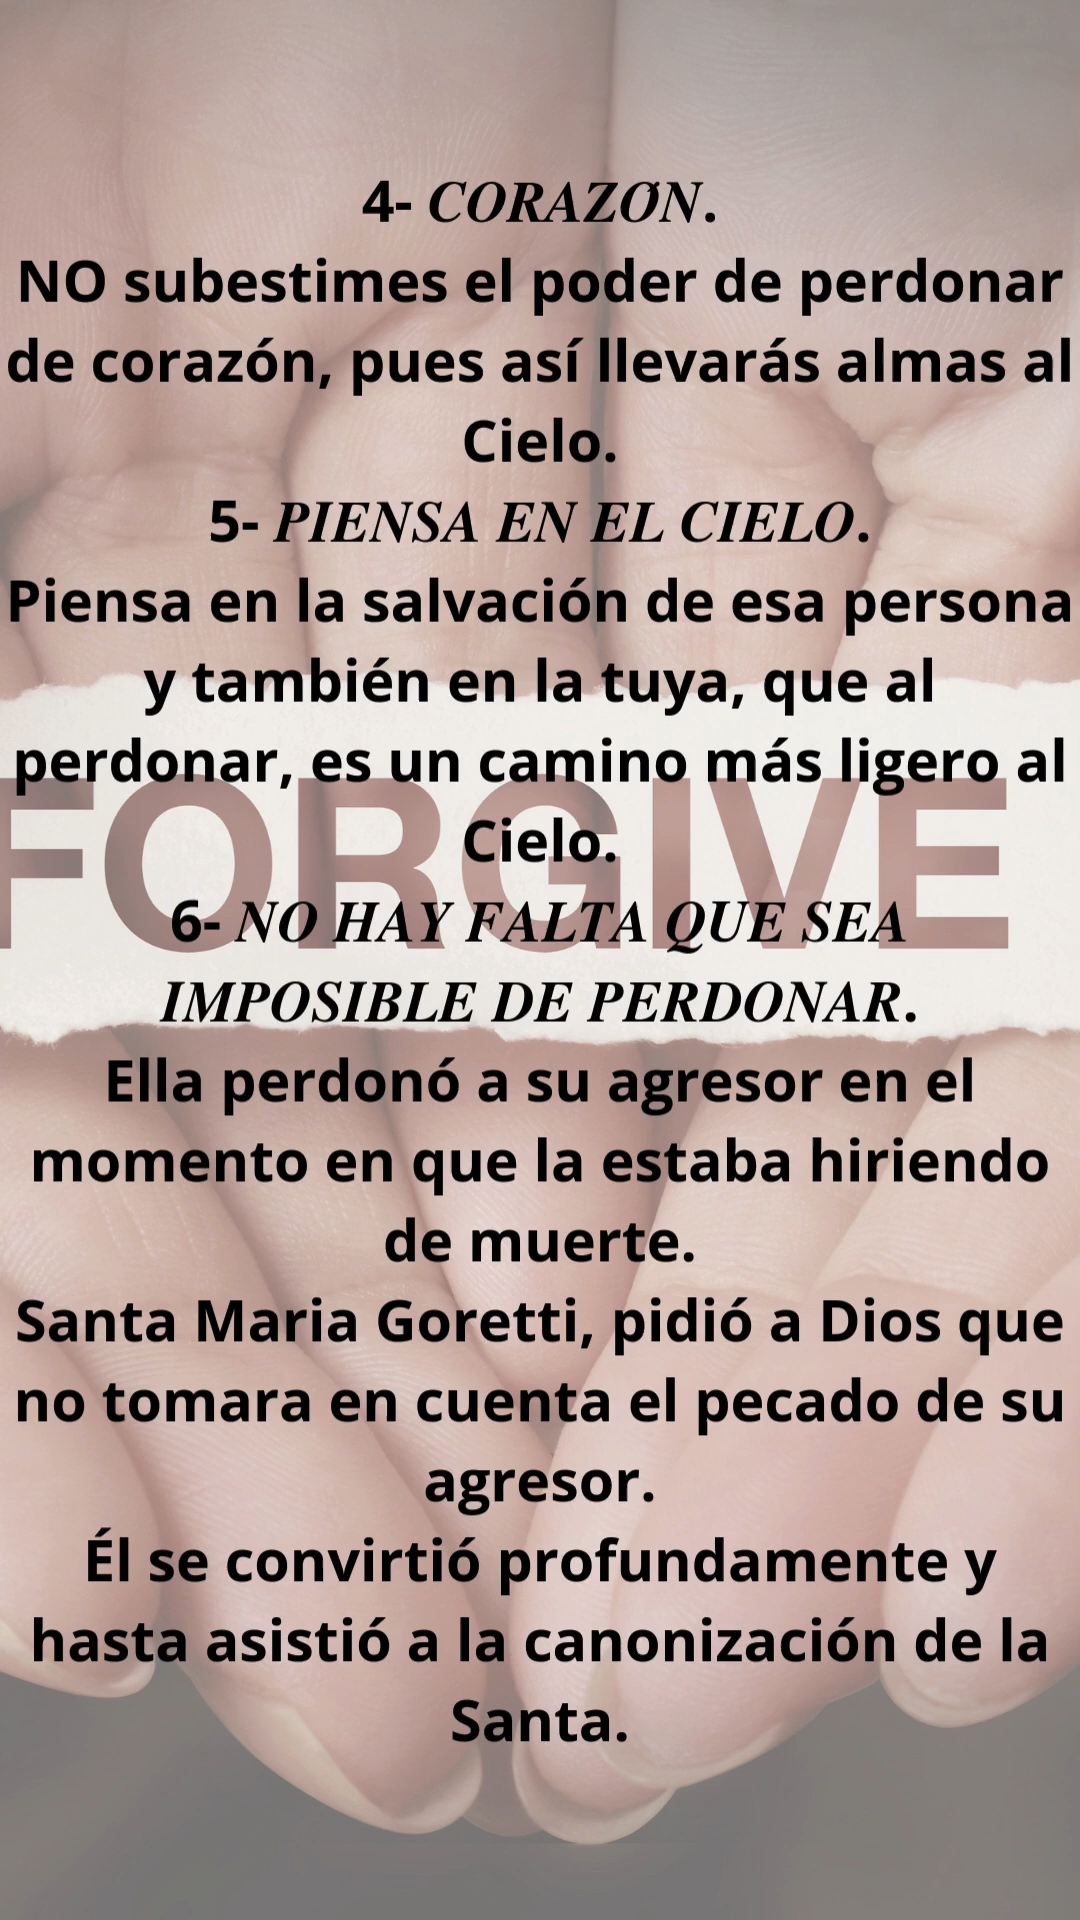 4- CORAZÓN.
NO subestimes el poder de perdonar
de corazón, pues así llevarás almas al
Cielo.
5- PIENSA EN EL CIELO.
Piensa en la salvación de esa persona
y también en la tuya, que al
perdonar, es un camino más ligero al
Cielo.
FORGIVE
6- NO HAY FALTA QUE SEA
IMPOSIBLE DE PERDONAR.
Ella perdonó a su agresor en el
momento en que la estaba hiriendo
de muerte.
Santa Maria Goretti, pidió a Dios que
no tomara en cuenta el pecado de su
agresor.
Él se convirtió profundamente y
hasta asistió a la canonización de la
Santa.